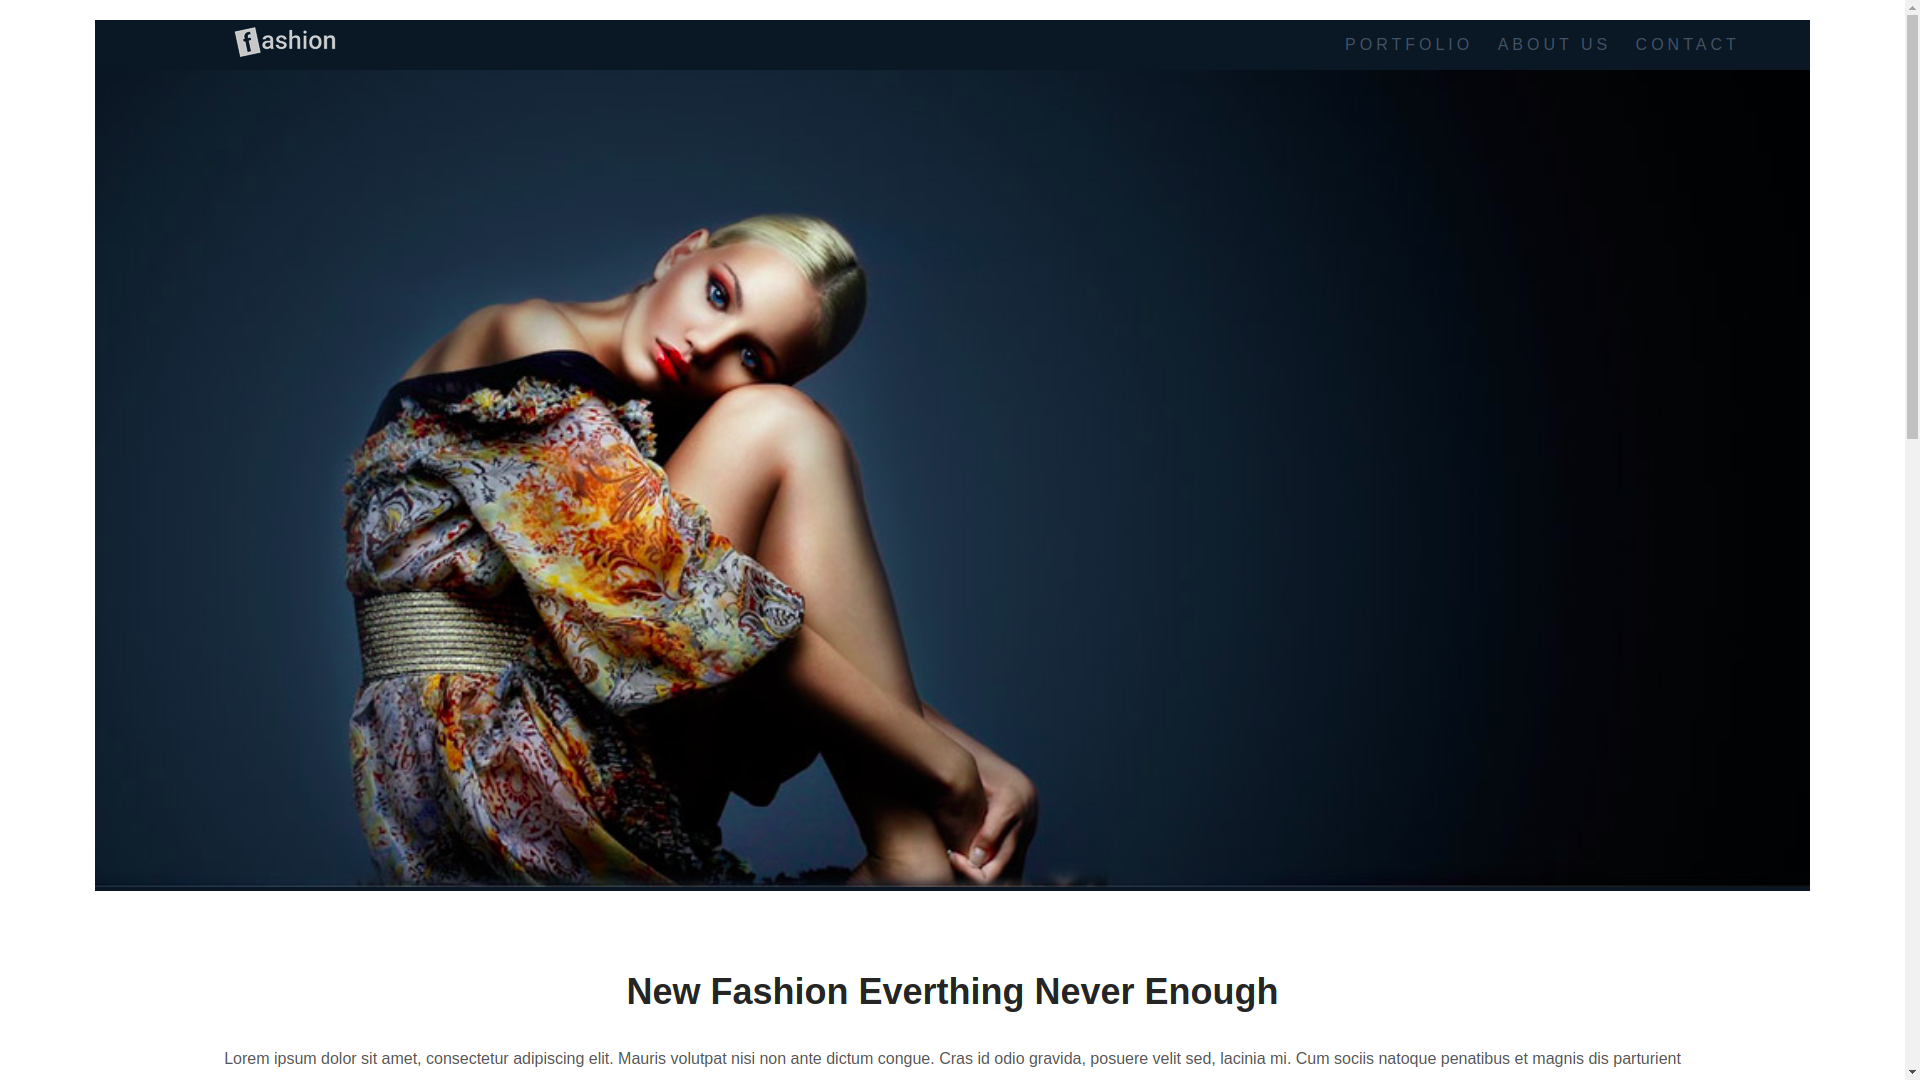 fashion
PORTFOLIO ABOUT US CONTACT
New Fashion Everthing Never Enough
Lorem ipsum dolor sit amet, consectetur adipiscing elit. Mauris volutpat nisi non ante dictum congue. Cras id odio gravida, posuere velit sed, lacinia mi. Cum sociis natoque penatibus et magnis dis parturient